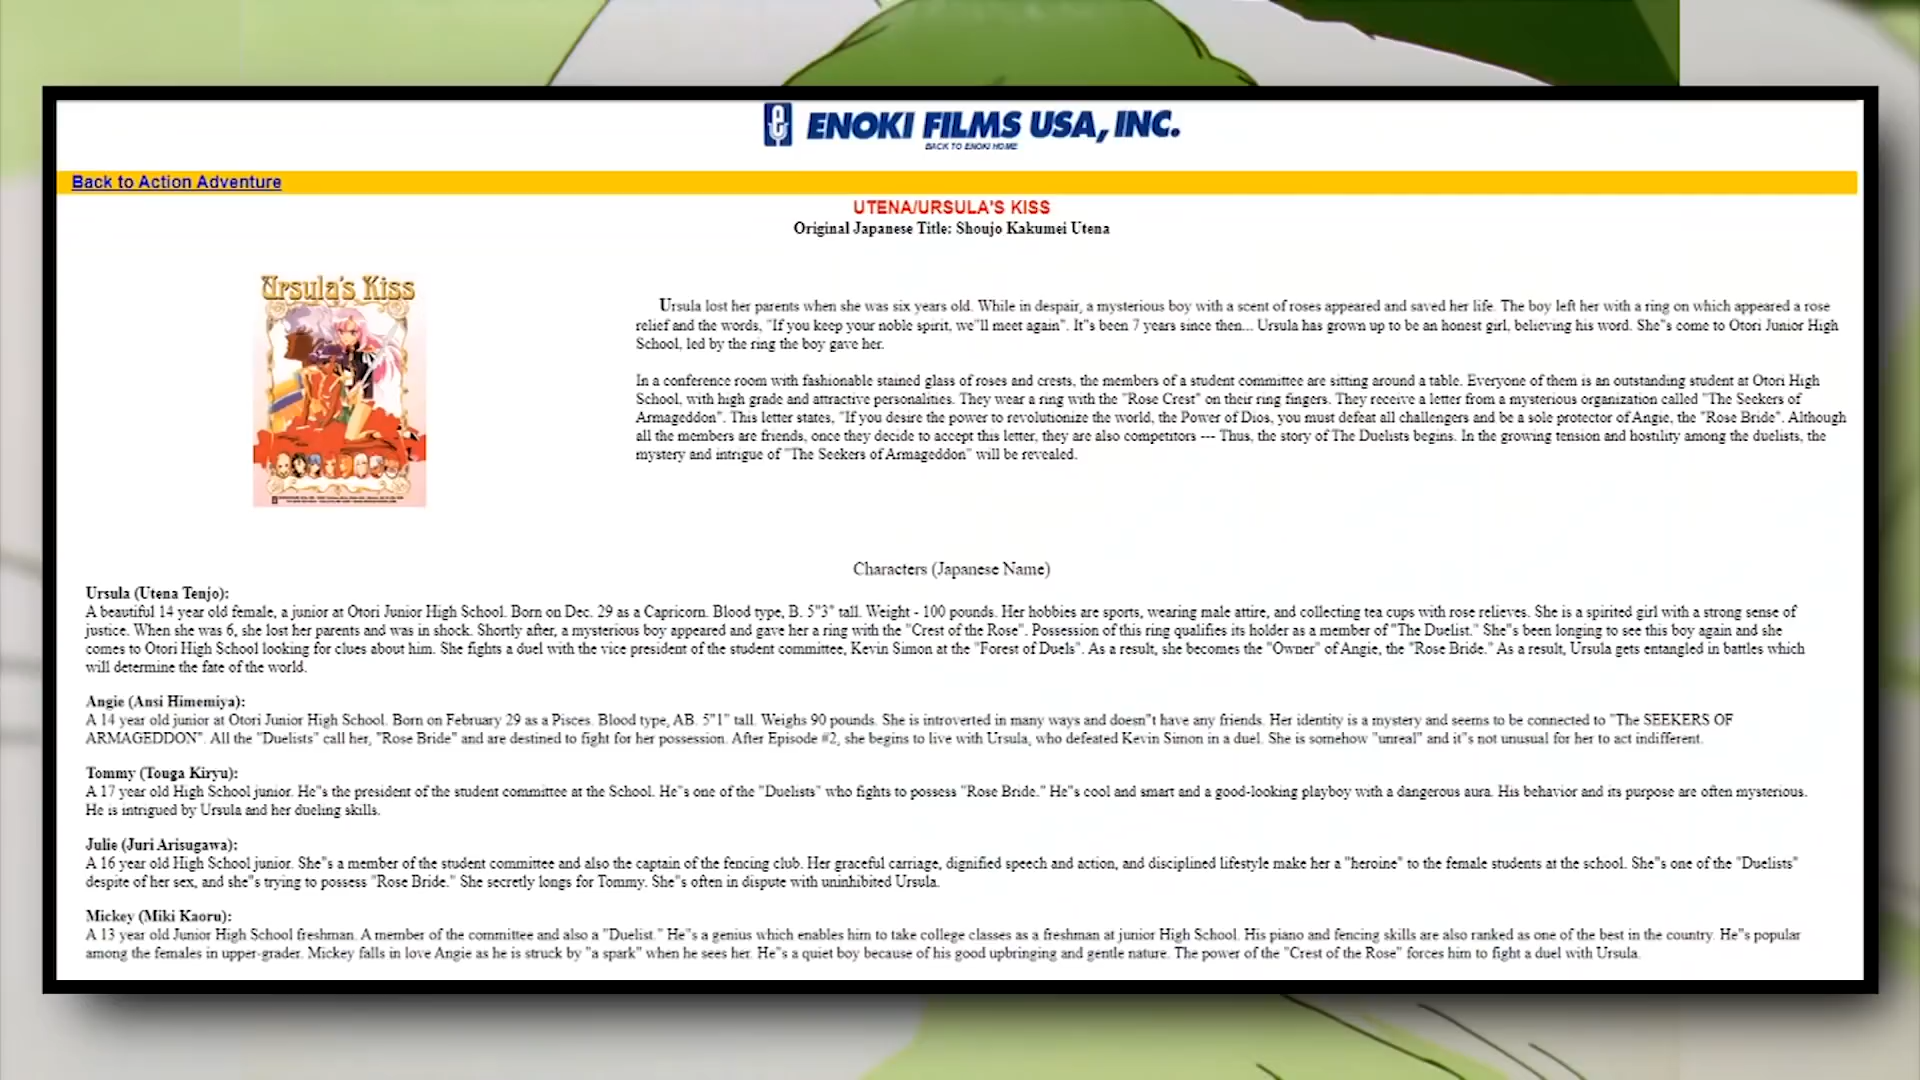 ENOKI FILMS USA, INC.
BACK TO ENOKI HOME
Back to Action Adventure
UTENA/URSULA'S KISS
Original Japanese Title: Shoujo Kakumei Utena
Ursula's Kiss
Ursula lost her parents when she was six years old. While in despair, a mysterious boy with a scent of roses appeared and saved her life. The boy left her with a ring on which appeared a rose
relief and the words, "If you keep your noble spirit, we"ll meet again". It"s been 7 years since then... Ursula has grown up to be an honest girl, believing his word. She"s come to Otori Junior High
School, led by the ring the boy gave her.
In a conference room with fashionable stained glass of roses and crests, the members of a student committee are sitting around a table. Everyone of them is an outstanding student at Otori High
School, with high grade and attractive personalities. They wear a ring with the "Rose Crest" on their ring fingers. They receive a letter from a mysterious organization called "The Seekers of
Armageddon". This letter states, "If you desire the power to revolutionize the world, the Power of Dios, you must defeat all challengers and be a sole protector of Angie, the "Rose Bride". Although
all the members are friends, once they decide to accept this letter, they are also competitors --- Thus, the story of The Duelists begins. In the growing tension and hostility among the duelists, the
mystery and intrigue of "The Seekers of Armageddon" will be revealed.
Characters (Japanese Name)
Ursula (Utena Tenjo):
A beautiful 14 year old female, a junior at Otori Junior High School. Born on Dec. 29 as a Capricorn. Blood type, B. 5"3" tall. Weight - 100 pounds. Her hobbies are sports, wearing male attire, and collecting tea cups with rose relieves. She is a spirited girl with a strong sense of
justice. When she was 6, she lost her parents and was in shock. Shortly after, a mysterious boy appeared and gave her a ring with the "Crest of the Rose". Possession of this ring qualifies its holder as a member of "The Duelist." She"s been longing to see this boy again and she
comes to Otori High School looking for clues about him. She fights a duel with the vice president of the student committee, Kevin Simon at the "Forest of Duels". As a result, she becomes the "Owner" of Angie, the "Rose Bride." As a result, Ursula gets entangled in battles which
will determine the fate of the world.
Angie (Ansi Himemiya):
A 14 year old junior at Otori Junior High School. Born on February 29 as a Pisces. Blood type, AB. 5"1" tall. Weighs 90 pounds. She is introverted in many ways and doesn"t have any friends. Her identity is a mystery and seems to be connected to "The SEEKERS OF
ARMAGEDDON". All the "Duelists" call her, "Rose Bride" and are destined to fight for her possession. After Episode #2, she begins to live with Ursula, who defeated Kevin Simon in a duel. She is somehow "unreal" and it"s not unusual for her to act indifferent.
Tommy (Touga Kiryu):
A 17 year old High School junior. He"s the president of the student committee at the School. He"s one of the "Duelists" who fights to possess "Rose Bride." He"s cool and smart and a good-looking playboy with a dangerous aura. His behavior and its purpose are often mysterious.
He is intrigued by Ursula and her dueling skills.
Julie (Juri Arisugawa):
A 16 year old High School junior. She"s a member of the student committee and also the captain of the fencing club. Her graceful carriage, dignified speech and action, and disciplined lifestyle make her a "heroine" to the female students at the school. She"s one of the "Duelists"
despite of her sex, and she"s trying to possess "Rose Bride." She secretly longs for Tommy. She"s often in dispute with uninhibited Ursula.
Mickey (Miki Kaoru):
A 13 year old Junior High School freshman. A member of the committee and also a "Duelist." He"s a genius which enables him to take college classes as a freshman at junior High School. His piano and fencing skills are also ranked as one of the best in the country. He"s popular
among the females in upper-grader. Mickey falls in love Angie as he is struck by "a spark" when he sees her. He"s a quiet boy because of his good upbringing and gentle nature. The power of the "Crest of the Rose" forces him to fight a duel with Ursula.